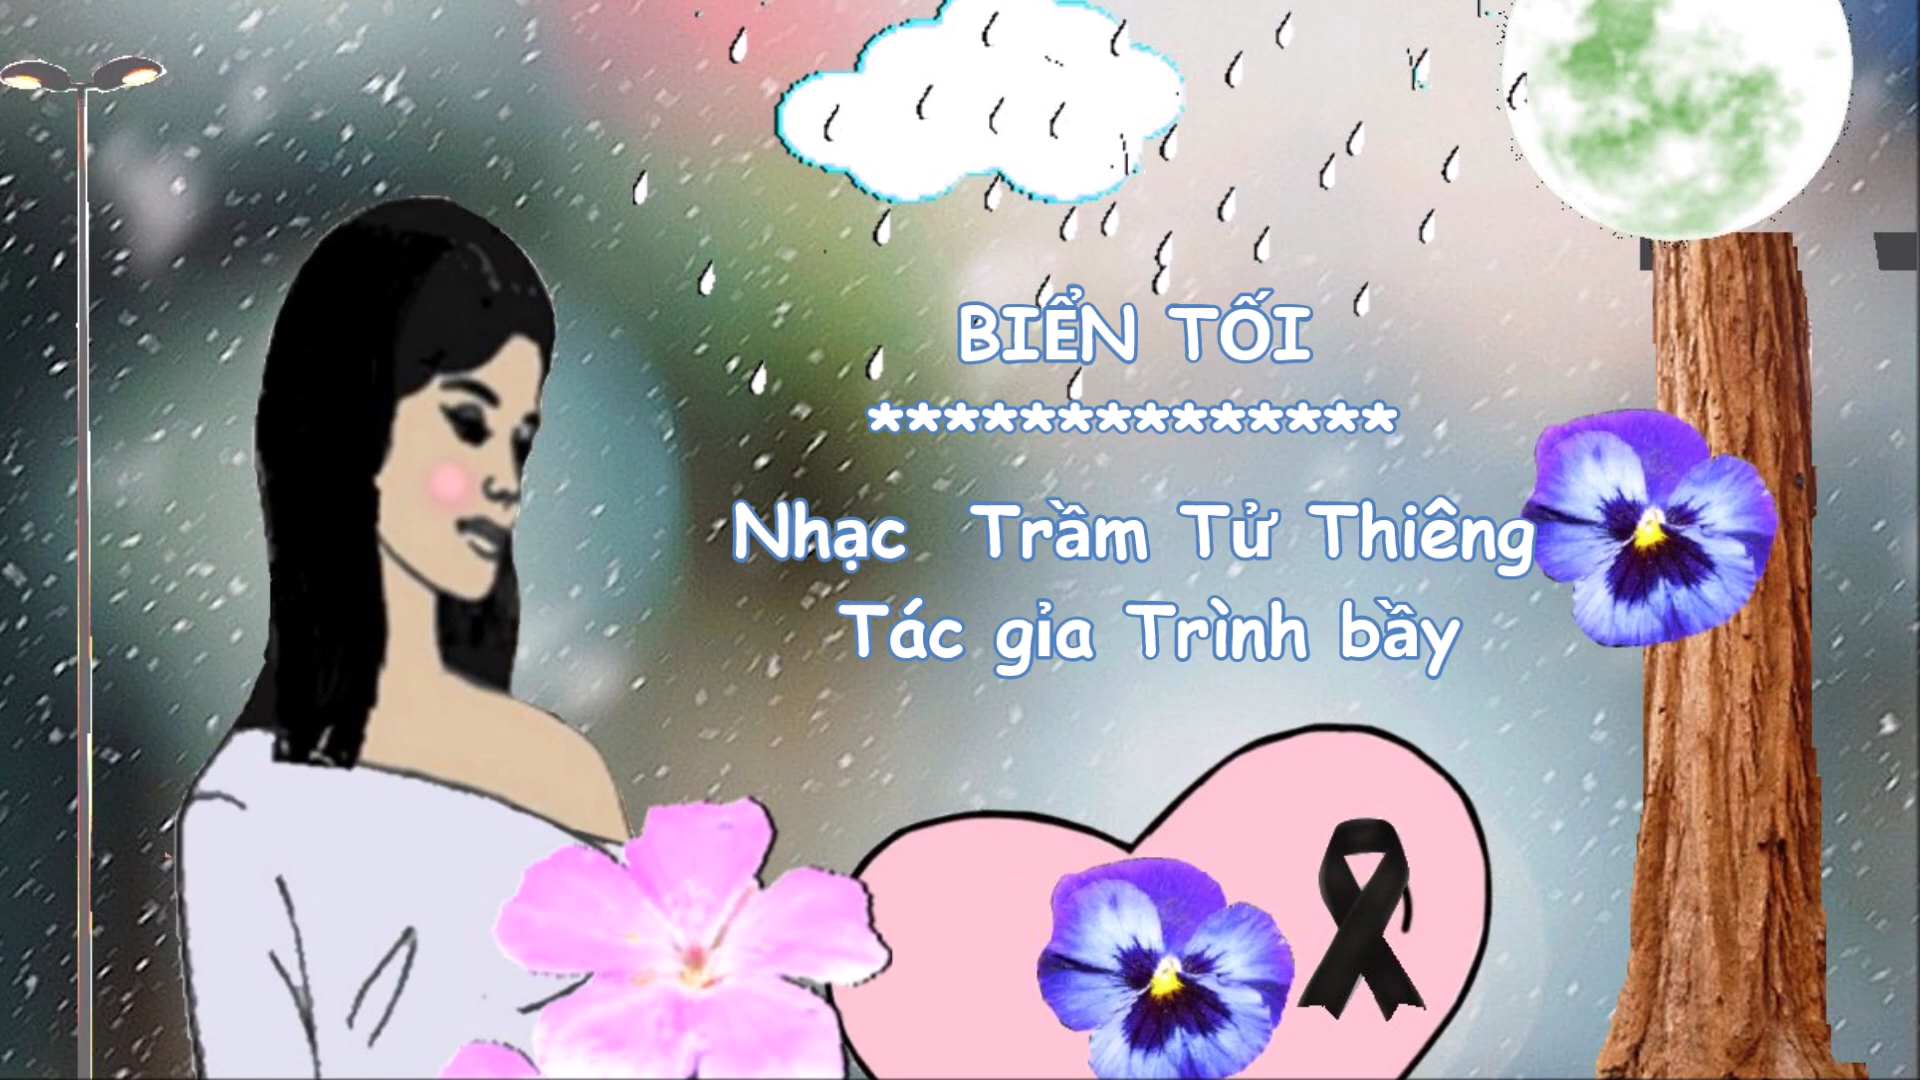 BIỂN TỐI
**************
Nhạc Trầm Tử Thiêng
Tác gỉa Trình bầy